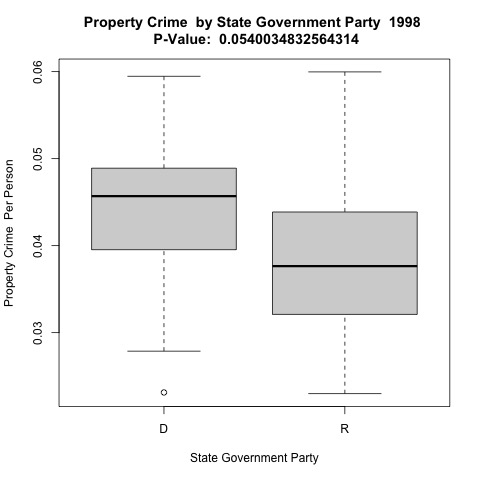 Property Crime  by State Government Party  1998
P-Value:  0.0540034832564314
Property Crime  Per Person
0.06
0.05
0.04
0.03
D
R
State Government Party